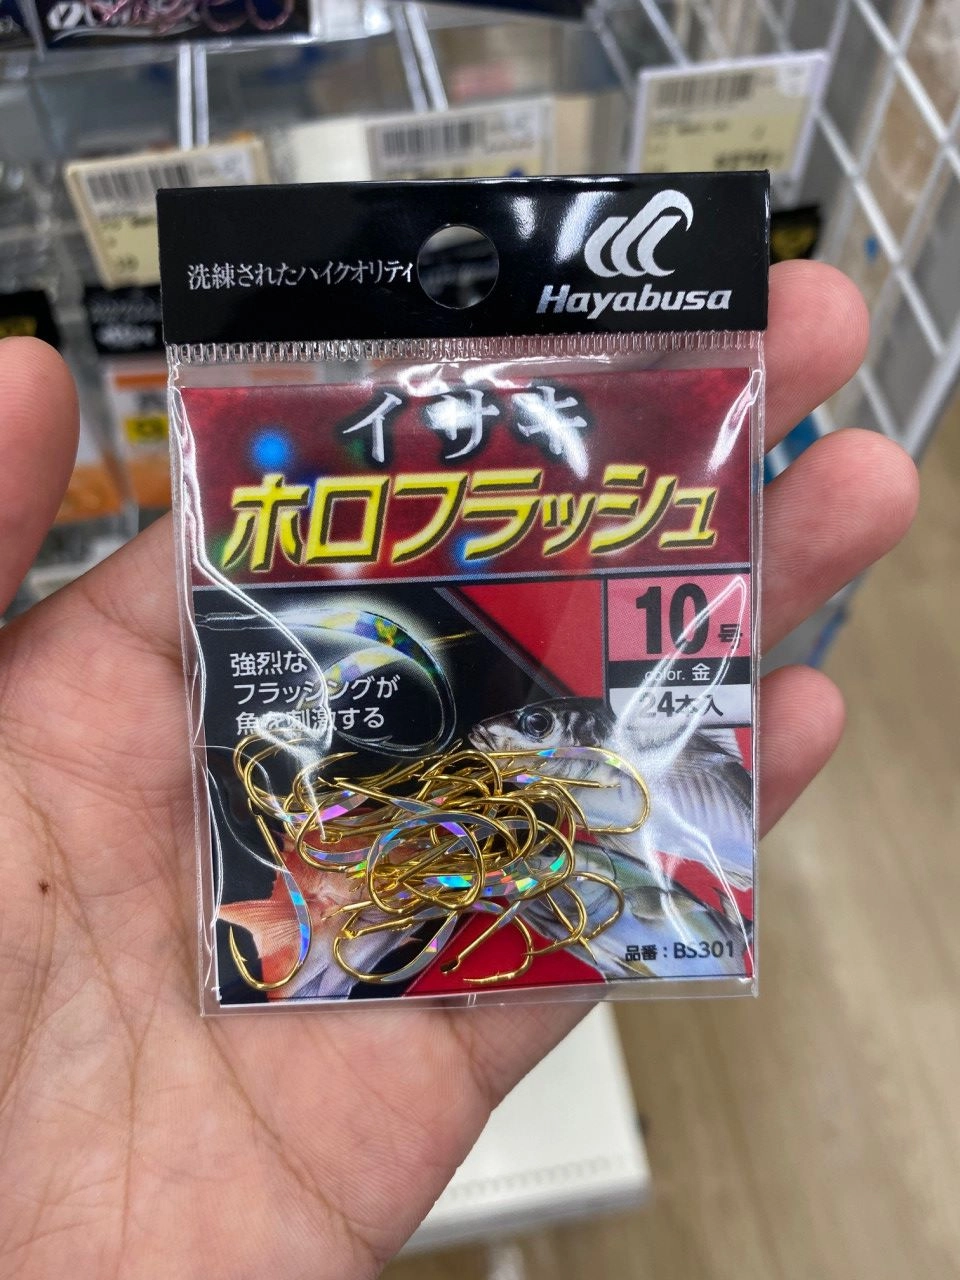 洗練されたハイクオリティ
Hayabusa
イサキ
ホロフラッシュ
10号
color. 金
24本入
強烈な
フラッシングが
魚を刺激する
品番：BS301